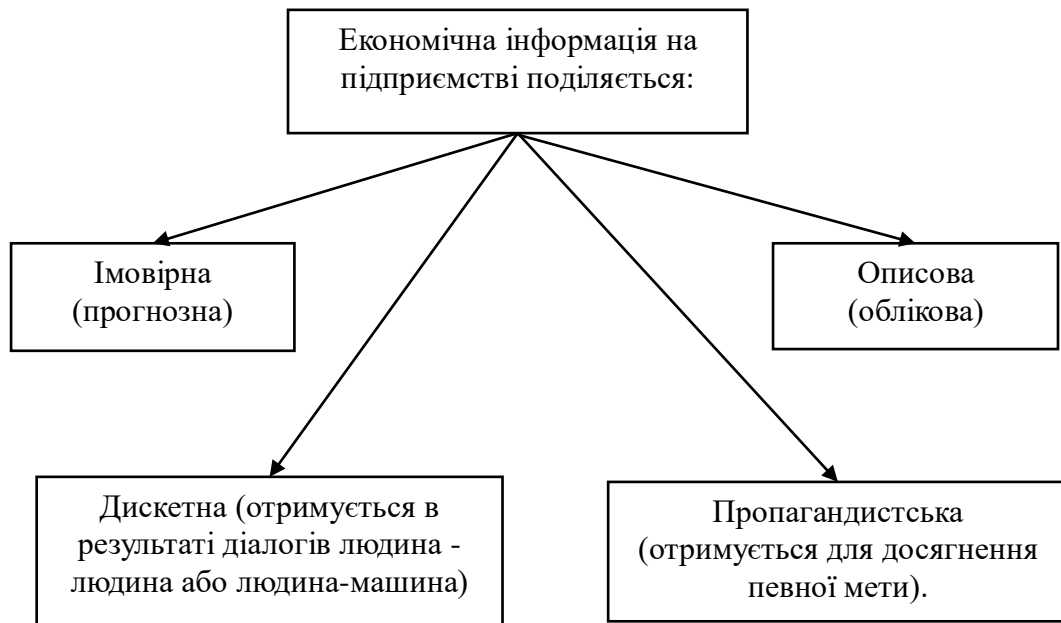 Економічна інформація на
підприємстві поділяється:
Імовірна
(прогнозна)
Описова
(облікова)
Дискетна (отримується в
результаті діалогів людина -
людина або людина-машина)
Пропагандистська
(отримується для досягнення
певної мети).